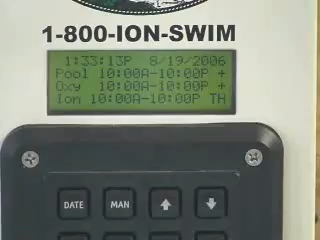 1-800-ION-SWIM
1:33:13P 8/19/2006
Pool 10:00A-10:00P +
Oxy 10:00A-10:00P +
Ion 10:00A-10:00P TH
DATE MAN